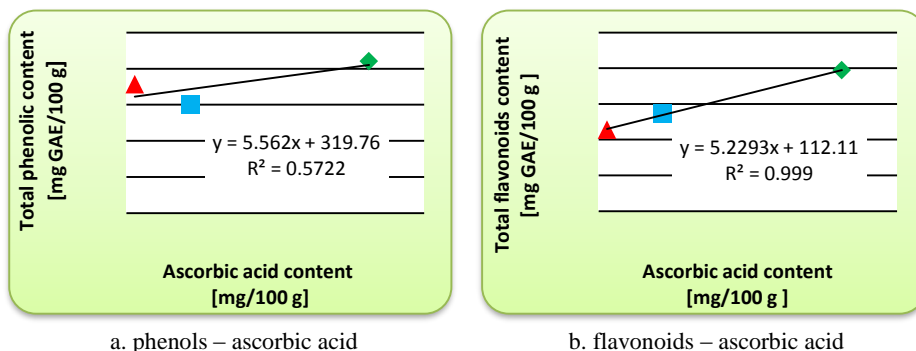 Total phenolic content
[mg GAE/100 g]
y = 5.562x + 319.76
R² = 0.5722
Ascorbic acid content
[mg/100 g]
a. phenols – ascorbic acid
Total flavonoids content
[mg GAE/100 g ]
y = 5.2293x + 112.11
R² = 0.999
Ascorbic acid content
[mg/100 g ]
b. flavonoids – ascorbic acid